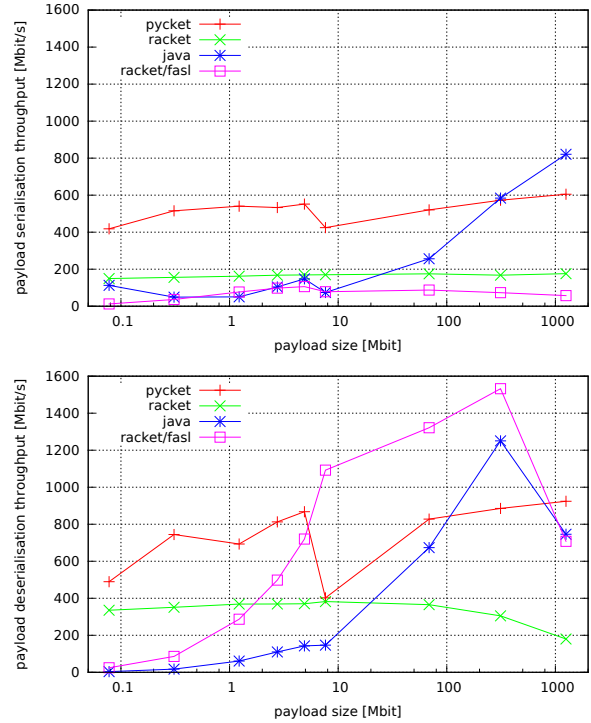 payload serialisation throughput [Mbit/s]
1600
1400
1200
1000
800
600
400
200
0
pycket
racket
java
racket/fasl
0.1 1 10 100 1000
payload size [Mbit]
payload deserialisation throughput [Mbit/s]
1600
1400
1200
1000
800
600
400
200
0
pycket
racket
java
racket/fasl
0.1 1 10 100 1000
payload size [Mbit]